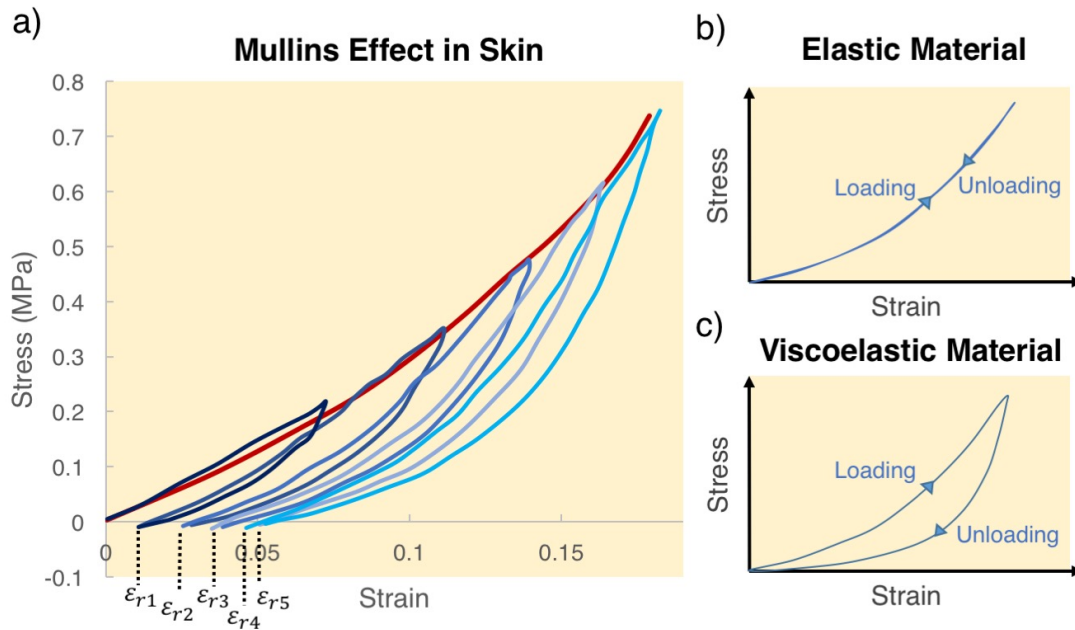 a)
Mullins Effect in Skin
0.8
0.7
0.6
0.5
0.4
0.3
0.2
0.1
0
-0.1
Stress (MPa)
0
0.05
0.1
0.15
Strain
εr1
εr2
εr3
εr4
εr5
b)
Elastic Material
Stress
Loading
Unloading
Strain
c)
Viscoelastic Material
Stress
Loading
Unloading
Strain